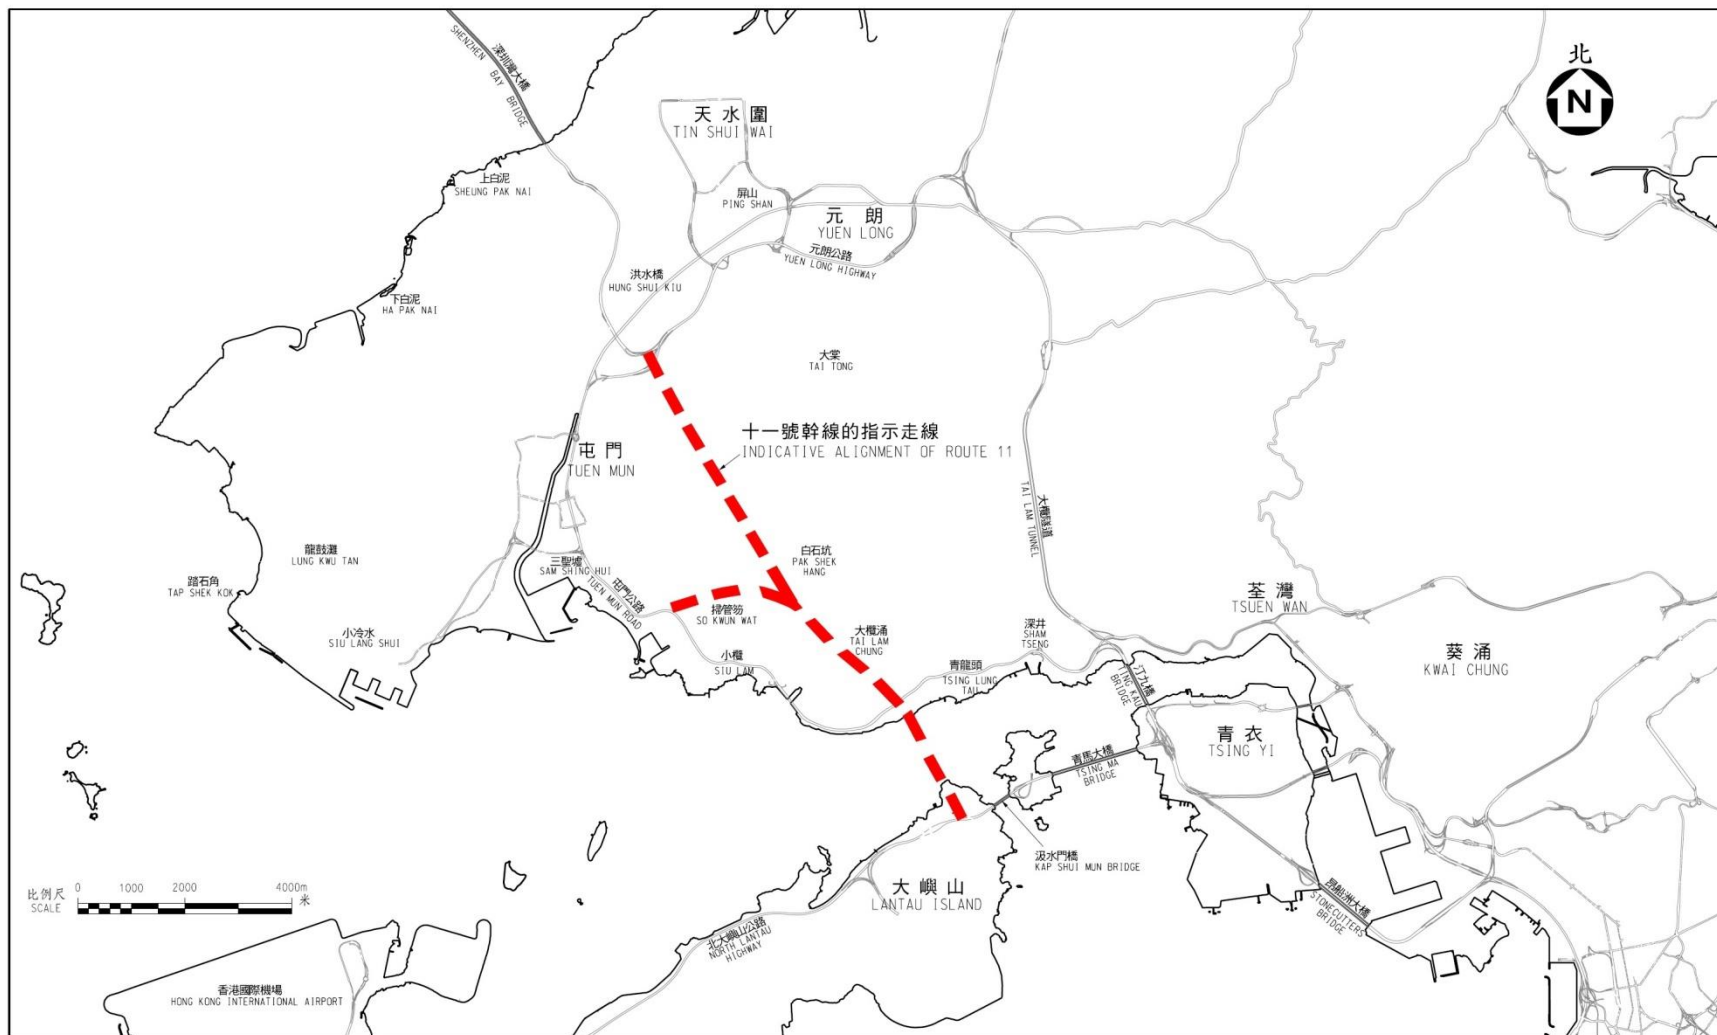 北
N
深圳灣大橋
SHENZHEN BAY BRIDGE
天水圍
TIN SHUI WAI
上白泥
SHEUNG PAK NAI
屏山
PING SHAN
元朗
YUEN LONG
元朗公路
YUEN LONG HIGHWAY
洪水橋
HUNG SHUI KIU
下白泥
HA PAK NAI
大棠
TAI TONG
十一號幹線的指示走線
INDICATIVE ALIGNMENT OF ROUTE 11
屯門
TUEN MUN
大欖隧道
TAI LAM TUNNEL
龍鼓灘
LUNG KWU TAN
踏石角
TAP SHEK KOK
三聖墟
SAM SHING HUI
白石坑
PAK SHEK
HANG
屯門公路
TUEN MUN ROAD
掃管笏
SO KWUN WAT
荃灣
TSUEN WAN
小冷水
SIU LANG SHUI
大欖涌
TAI LAM
CHUNG
深井
SHAM
TSENG
小欖
SIU LAM
青龍頭
TSING LUNG
TAU
汀九橋
TING KAU
BRIDGE
葵涌
KWAI CHUNG
青衣
TSING YI
青馬大橋
TSING MA
BRIDGE
汲水門橋
KAP SHUI MUN BRIDGE
大嶼山
LANTAU ISLAND
昂船洲大橋
STONECUTTERS
BRIDGE
北大嶼山公路
NORTH LANTAU
HIGHWAY
比例尺
SCALE
0 1000 2000 4000m
米
香港國際機場
HONG KONG INTERNATIONAL AIRPORT